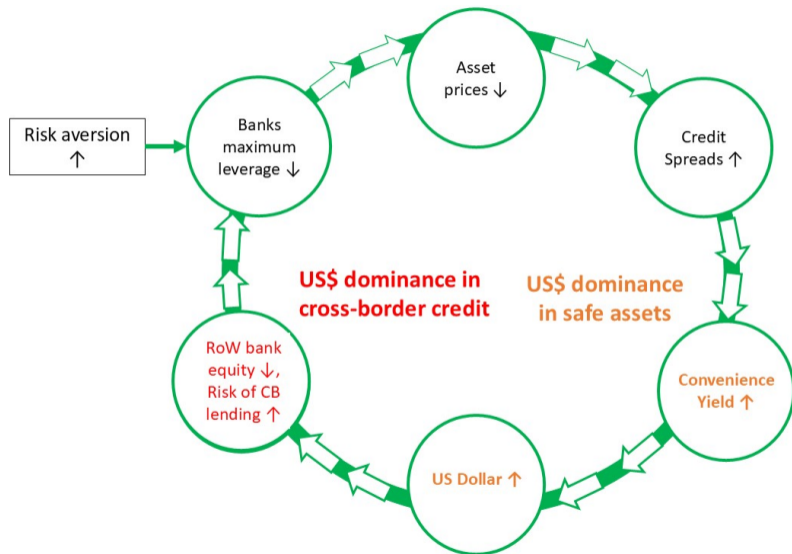 Asset
prices ↓
Risk aversion
↑
Banks
maximum
leverage ↓
Credit
Spreads ↑
US$ dominance in
cross-border credit
US$ dominance
in safe assets
RoW bank
equity ↓,
Risk of CB
lending ↑
Convenience
Yield ↑
US Dollar ↑